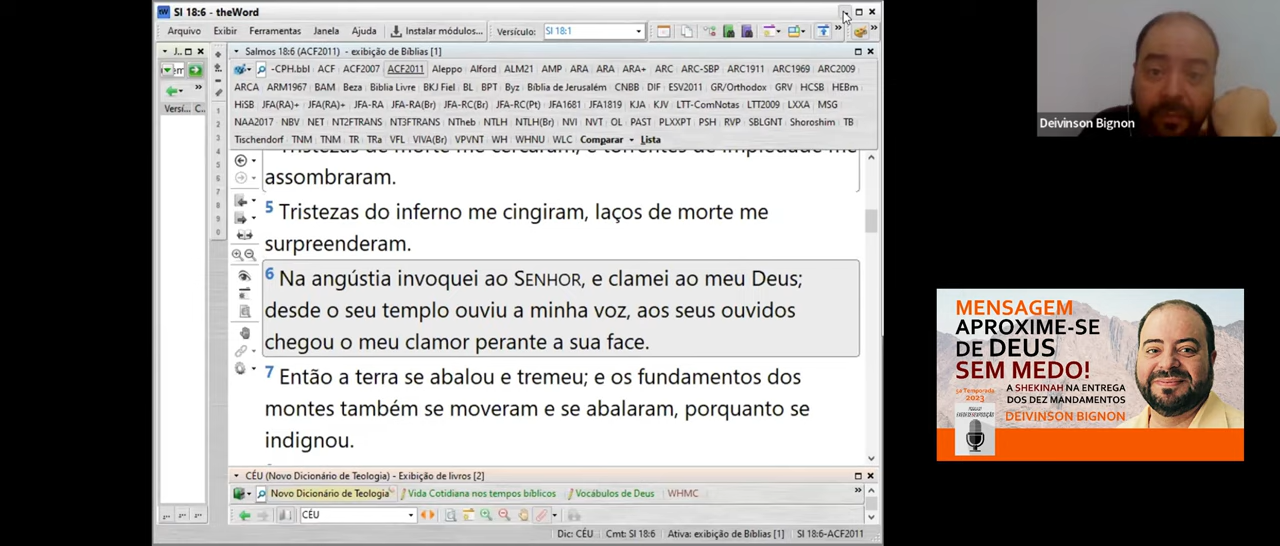 Sl 18:6 - theWord
Arquivo Exibir Ferramentas Ajuda Instalar módulos... Versículo: Sl 18:1
J...
Salmos 18:6 (ACF2011) - exibição de Bíblias [1]
-CPH.bbl ACF ACF2007 ACF2011 Aleppo Alford ALM21 AMP ARA ARA ARA+ ARC ARC-SBP ARC1911 ARC1969 ARC2009
ARCA ARM1967 BAM Beza Biblia Livre BKJ Fiel BL BPT Byz Bíblia de Jerusalém CNBB DIF ESV2011 GR/Orthodox GRV HCSB HEBm
HiSB JFA(RA)+ JFA(RA)+ JFA-RA JFA-RA(Br) JFA-RC(Br) JFA-RC(Pt) JFA1681 JFA1819 KJA KJV LTT-ComNotas LTT2009 LXXA MSG
NAA2017 NBV NET NT2FTRANS NT3FTRANS NTheb NTLH NTLH(Br) NVI NVT OL PAST PLXXPT PSH RVP SBLGNT Shoroshim TB
Tischendorf TNM TNM TR TRa VFL VIVA(Br) VPVNT WH WHNU WLC Comparar Lista
Versí... C...
Tristezas de morte me cercaram, e torrentes de impiedade me
assombraram.
5 Tristezas do inferno me cingiram, laços de morte me
surpreenderam.
6 Na angústia invoquei ao SENHOR, e clamei ao meu Deus;
desde o seu templo ouviu a minha voz, aos seus ouvidos
chegou o meu clamor perante a sua face.
7 Então a terra se abalou e tremeu; e os fundamentos dos
montes também se moveram e se abalaram, porquanto se
indignou.
CÉU (Novo Dicionário de Teologia) - Exibição de livros [2]
Novo Dicionário de Teologia Vida Cotidiana nos tempos bíblicos Vocábulos de Deus WHMC
CÉU
Dic: CÉU Cmt: Sl 18:6 Ativa: exibição de Bíblias [1] Sl 18:6-ACF2011
Deivinson Bignon
MENSAGEM
APROXIME-SE
DE DEUS
SEM MEDO!
A SHEKINAH NA ENTREGA
DOS DEZ MANDAMENTOS
DEIVINSON BIGNON
2023